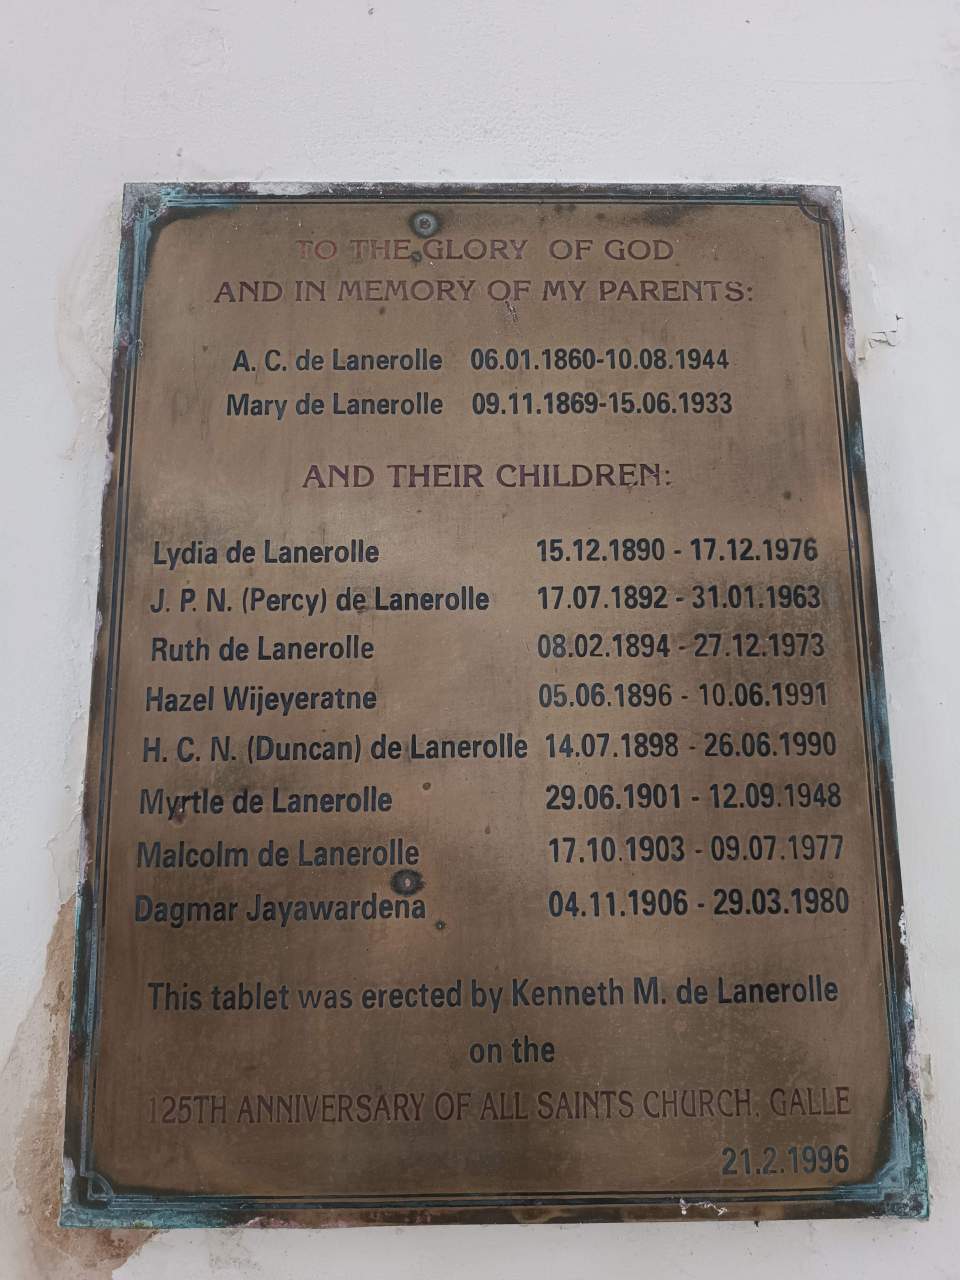 TO THE GLORY OF GOD
AND IN MEMORY OF MY PARENTS:
A. C. de Lanerolle 06.01.1860-10.08.1944
Mary de Lanerolle 09.11.1869-15.06.1933
AND THEIR CHILDREN:
Lydia de Lanerolle 15.12.1890 - 17.12.1976
J. P. N. (Percy) de Lanerolle 17.07.1892 - 31.01.1963
Ruth de Lanerolle 08.02.1894 - 27.12.1973
Hazel Wijeyeratne 05.06.1896 - 10.06.1991
H. C. N. (Duncan) de Lanerolle 14.07.1898 - 26.06.1990
Myrtle de Lanerolle 29.06.1901 - 12.09.1948
Malcolm de Lanerolle 17.10.1903 - 09.07.1977
Dagmar Jayawardena 04.11.1906 - 29.03.1980
This tablet was erected by Kenneth M. de Lanerolle
on the
125TH ANNIVERSARY OF ALL SAINTS CHURCH, GALLE
21.2.1996